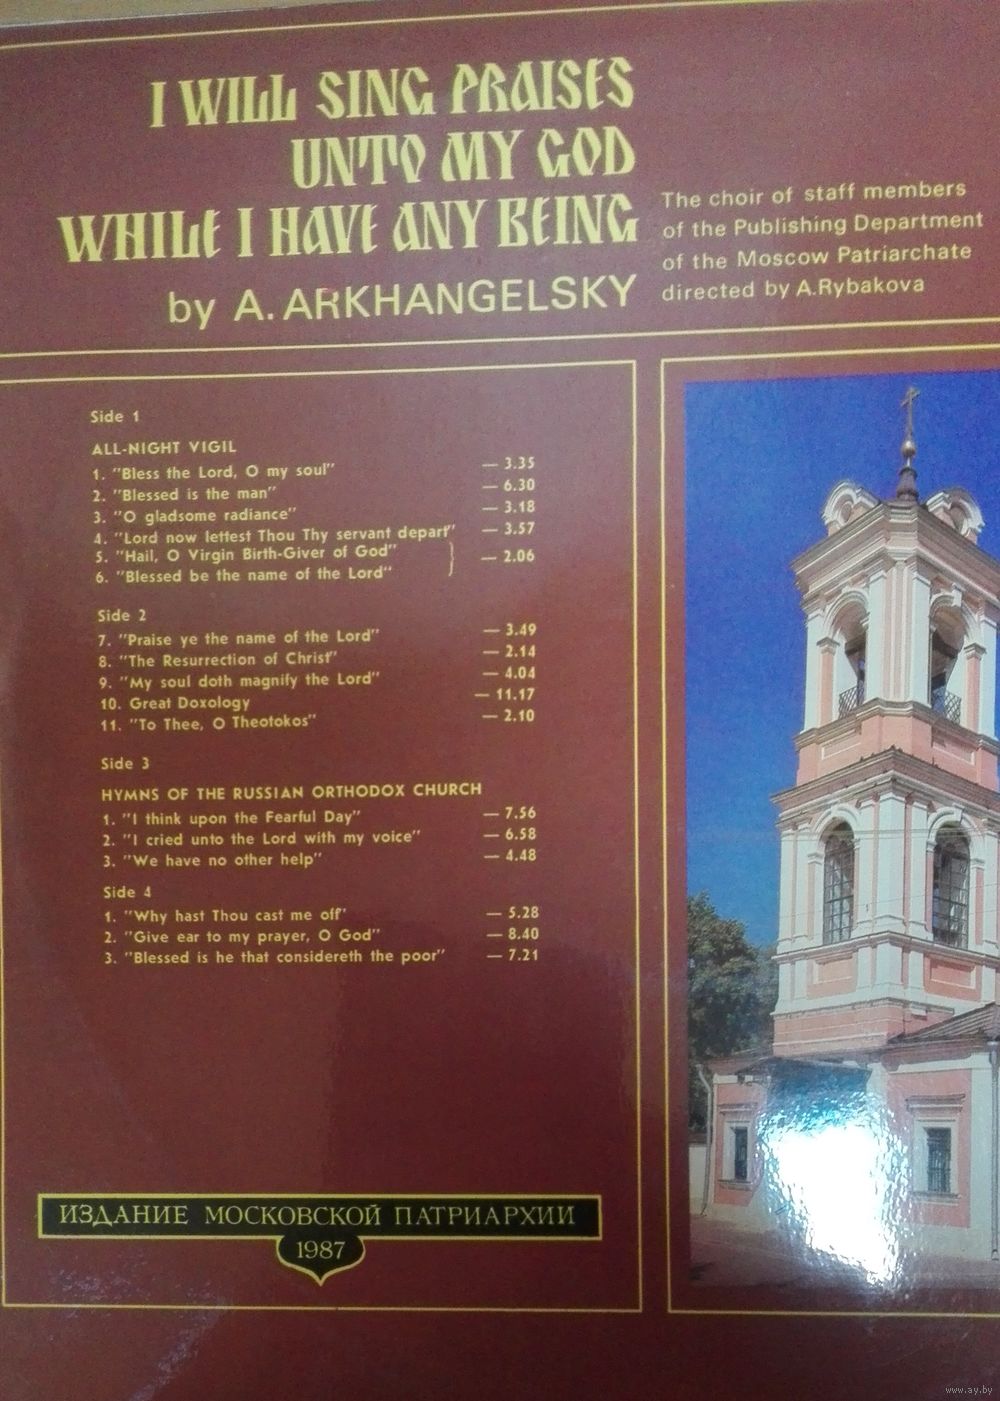 I WILL SING PRAISES
UNTO MY GOD
WHILE I HAVE ANY BEING
by A. ARKHANGELSKY
The choir of staff members
of the Publishing Department
of the Moscow Patriarchate
directed by A.Rybakova
Side 1
ALL-NIGHT VIGIL
1. "Bless the Lord, O my soul" — 3.35
2. "Blessed is the man" — 6.30
3. "O gladsome radiance" — 3.18
4. "Lord now lettest Thou Thy servant depart" — 3.57
5. "Hail, O Virgin Birth-Giver of God" } — 2.06
6. "Blessed be the name of the Lord"
Side 2
7. "Praise ye the name of the Lord" — 3.49
8. "The Resurrection of Christ" — 2.14
9. "My soul doth magnify the Lord" — 4.04
10. Great Doxology — 11.17
11. "To Thee, O Theotokos" — 2.10
Side 3
HYMNS OF THE RUSSIAN ORTHODOX CHURCH
1. "I think upon the Fearful Day" — 7.56
2. "I cried unto the Lord with my voice" — 6.58
3. "We have no other help" — 4.48
Side 4
1. "Why hast Thou cast me off" — 5.28
2. "Give ear to my prayer, O God" — 8.40
3. "Blessed is he that considereth the poor" — 7.21
ИЗДАНИЕ МОСКОВСКОЙ ПАТРИАРХИИ
1987
www.ay.by